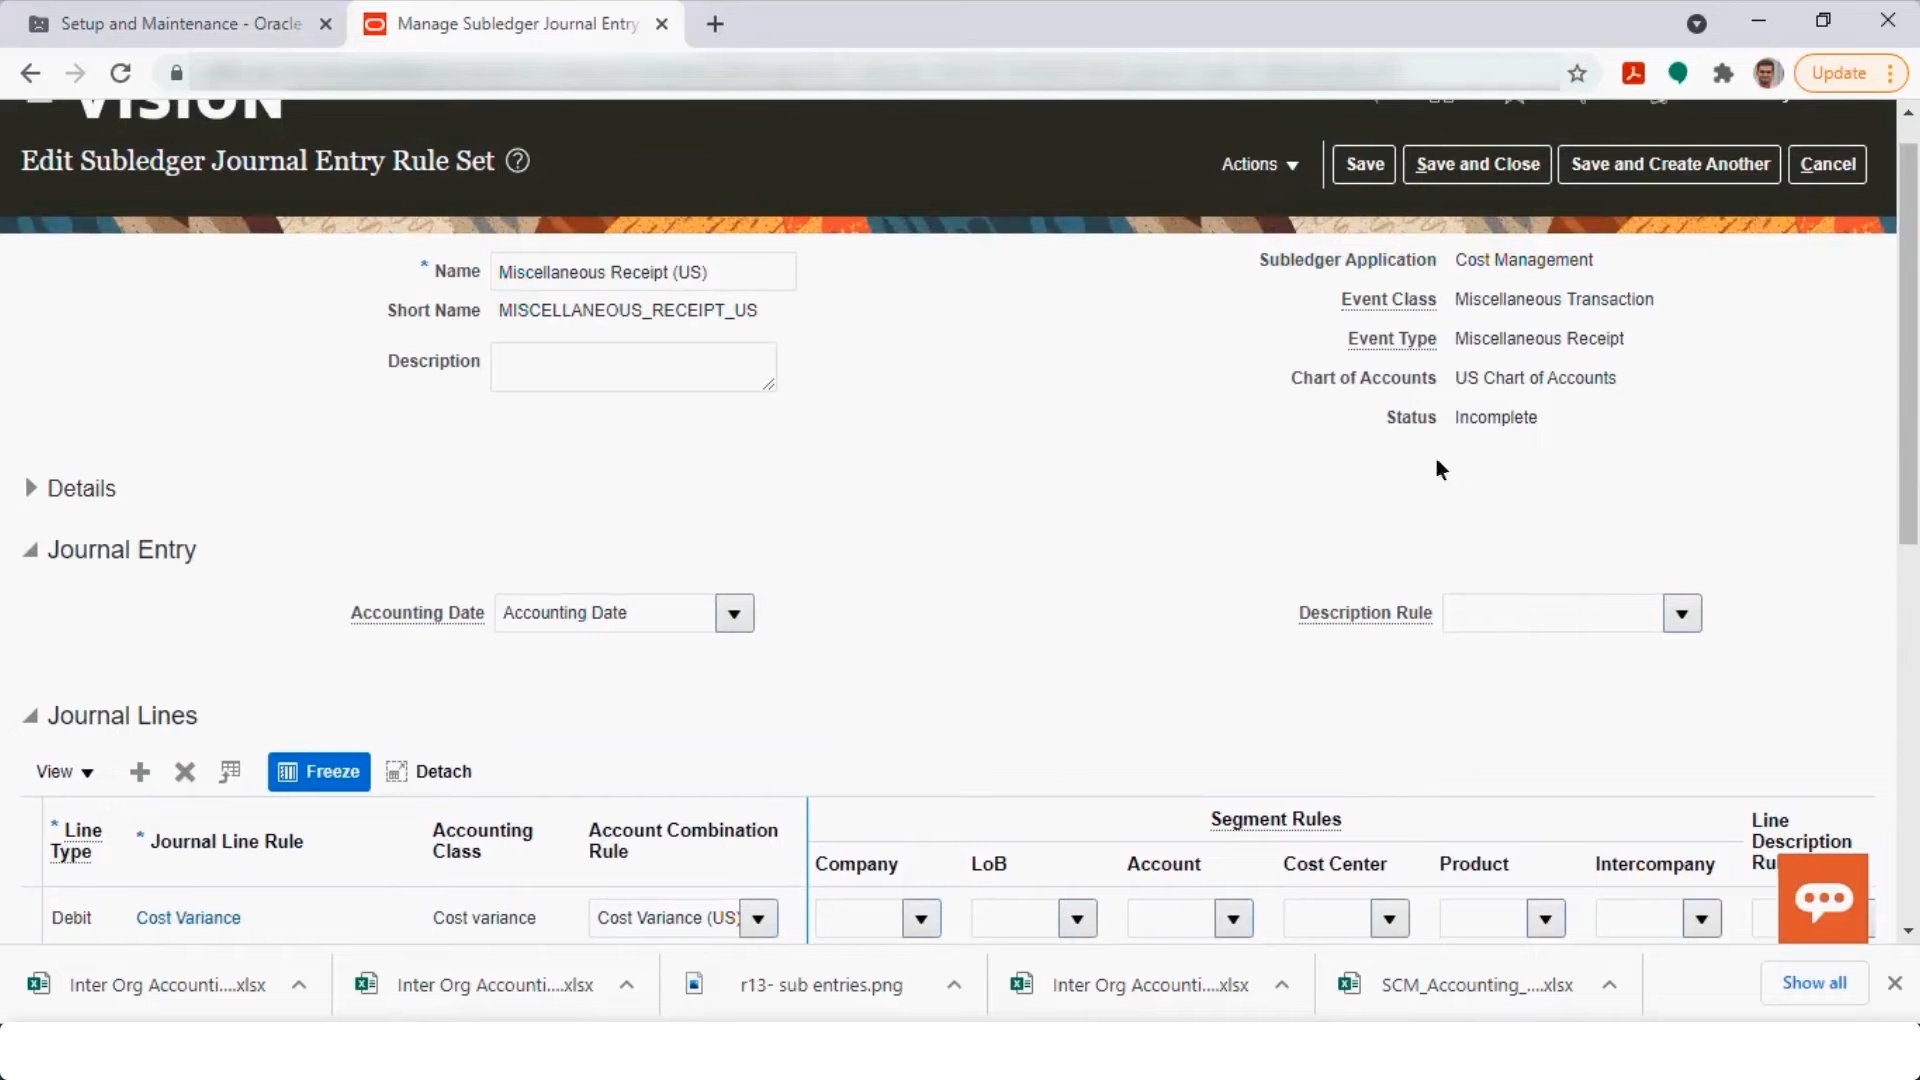 Setup and Maintenance - Oracle
Manage Subledger Journal Entry
Update
VISION
Edit Subledger Journal Entry Rule Set
Actions
Save
Save and Close
Save and Create Another
Cancel
* Name Miscellaneous Receipt (US)
Short Name MISCELLANEOUS_RECEIPT_US
Description
Subledger Application Cost Management
Event Class Miscellaneous Transaction
Event Type Miscellaneous Receipt
Chart of Accounts US Chart of Accounts
Status Incomplete
Details
Journal Entry
Accounting Date Accounting Date
Description Rule
Journal Lines
View
Freeze
Detach
* Line Type
* Journal Line Rule
Accounting Class
Account Combination Rule
Segment Rules
Company LoB Account Cost Center Product Intercompany
Line Description Ru
Debit Cost Variance Cost variance Cost Variance (US)
Inter Org Accounti....xlsx
Inter Org Accounti....xlsx
r13- sub entries.png
Inter Org Accounti....xlsx
SCM_Accounting_....xlsx
Show all